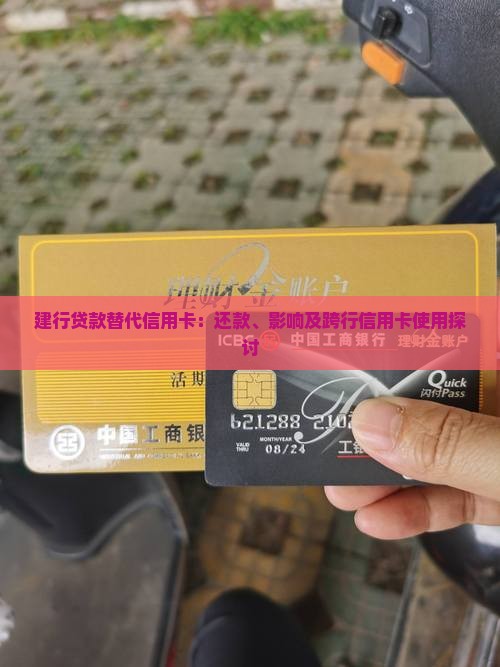 理财金账户
建行贷款替代信用卡：还款、影响及跨行信用卡使用探
讨
ICBC 中国工商银行 理财金账户
活期
Quick
闪付Pass
621288 2102
VALID THRU MONTH/YEAR
08/24
中国工商银
工银